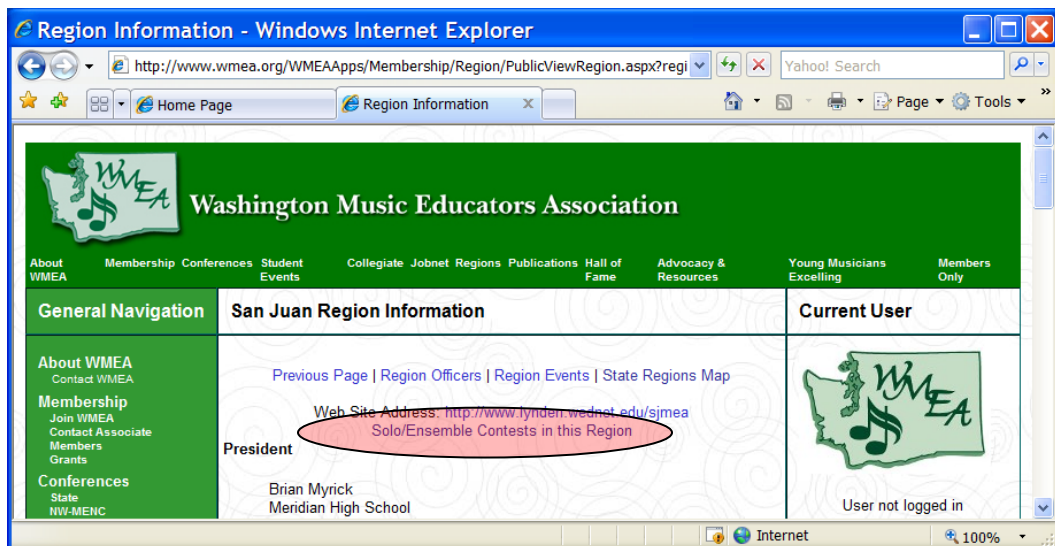 Region Information - Windows Internet Explorer
http://www.wmea.org/WMEAApps/Membership/Region/PublicViewRegion.aspx?regi
Yahoo! Search
Home Page
Region Information
Page
Tools
WMEA
Washington Music Educators Association
About WMEA
Membership
Conferences
Student Events
Collegiate
Jobnet
Regions
Publications
Hall of Fame
Advocacy & Resources
Young Musicians Excelling
Members Only
General Navigation
San Juan Region Information
Current User
About WMEA
Contact WMEA
Membership
Join WMEA
Contact Associate
Members
Grants
Conferences
State
NW-MENC
Previous Page | Region Officers | Region Events | State Regions Map
Web Site Address: http://www.lynden.wednet.edu/sjmea
Solo/Ensemble Contests in this Region
President
Brian Myrick
Meridian High School
WMEA
User not logged in
Internet
100%